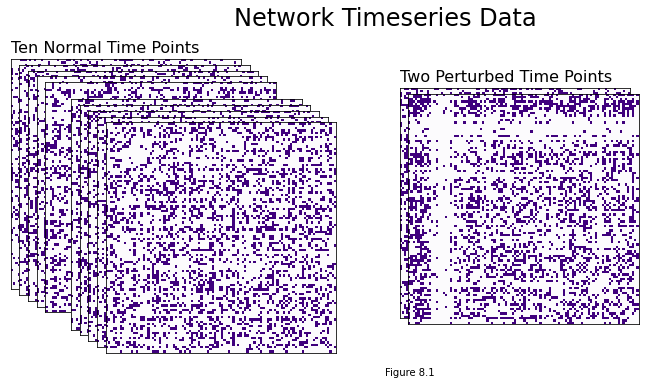 Network Timeseries Data
Ten Normal Time Points
Two Perturbed Time Points
Figure 8.1